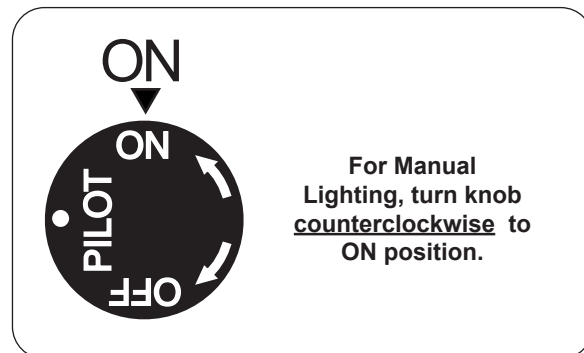 ON
ON
PILOT
OFF
For Manual
Lighting, turn knob
counterclockwise to
ON position.